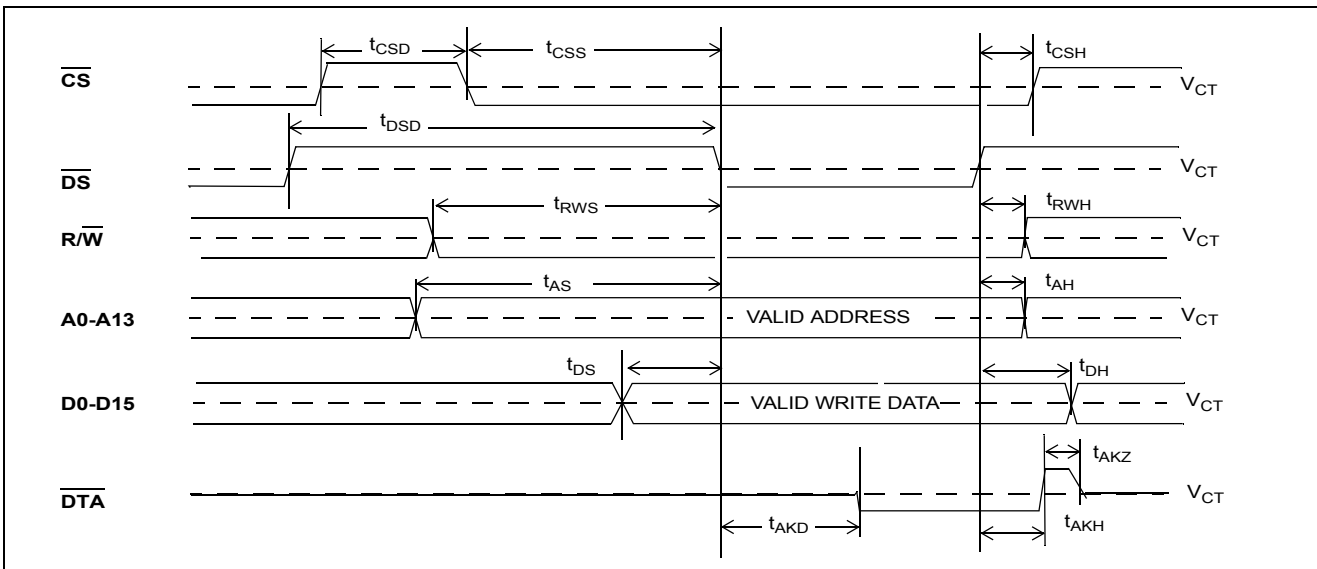 tCSD
tCSS
tCSH
CS
VCT
tDSD
DS
VCT
tRWS
tRWH
R/W
VCT
tAS
tAH
A0-A13
VALID ADDRESS
VCT
tDS
tDH
D0-D15
VALID WRITE DATA
VCT
tAKZ
DTA
VCT
tAKD
tAKH